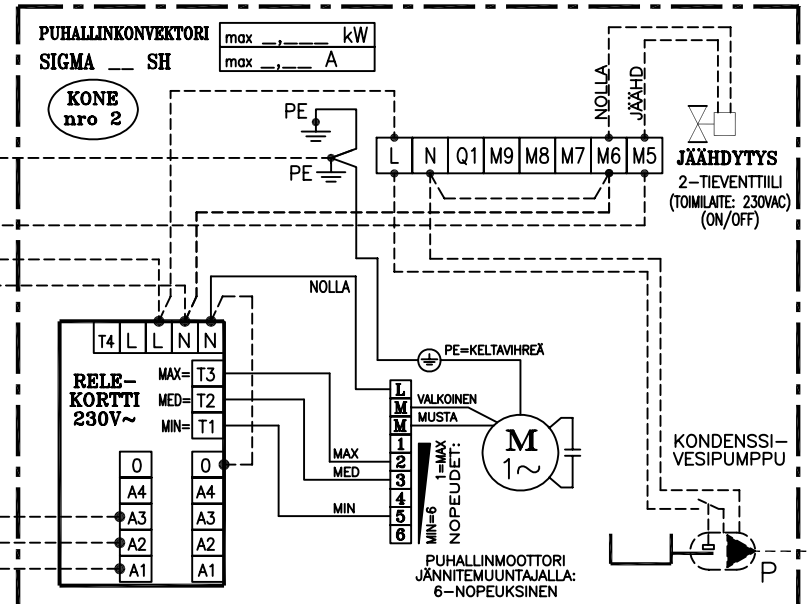 PUHALLINKONVEKTORI
SIGMA __ SH
max _,___ kW
max _,__ A
KONE
nro 2
PE
PE
NOLLA
JÄÄHD
L N Q1 M9 M8 M7 M6 M5
JÄÄHDYTYS
2-TIEVENTTIILI
(TOIMILAITE: 230VAC)
(ON/OFF)
NOLLA
T4 L L N N
RELE-
KORTTI
230V~
MAX= T3
MED= T2
MIN= T1
0
A4
A3
A2
A1
0
A4
A3
A2
A1
PE=KELTAVIHREÄ
L
M
M
1
2
3
4
5
6
VALKOINEN
MUSTA
MAX
MED
MIN
MIN=6
1=MAX
NOPEUDET:
M
1~
PUHALLINMOOTTORI
JÄNNITEMUUNTAJALLA:
6-NOPEUKSINEN
KONDENSSI-
VESIPUMPPU
P